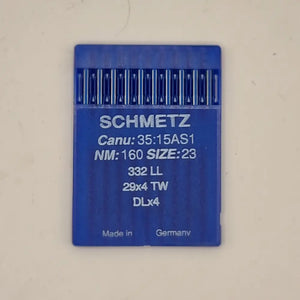 SCHMETZ
Canu: 35:15AS1
NM: 160 SIZE: 23
332 LL
29x4 TW
DLx4
Made in Germany